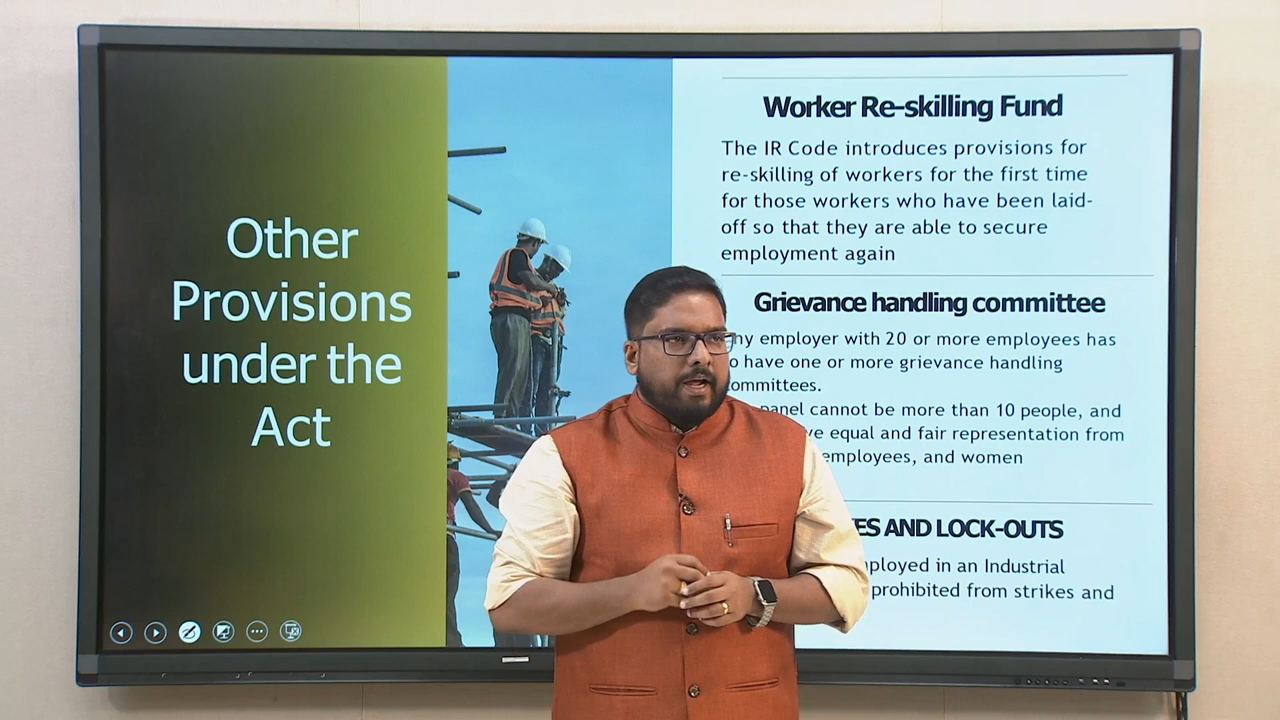 Other
Provisions
under the
Act
Worker Re-skilling Fund
The IR Code introduces provisions for
re-skilling of workers for the first time
for those workers who have been laid-
off so that they are able to secure
employment again
Grievance handling committee
employer with 20 or more employees has
have one or more grievance handling
committees.
panel cannot be more than 10 people, and
equal and fair representation from
employees, and women
AND LOCK-OUTS
in an Industrial
prohibited from strikes and